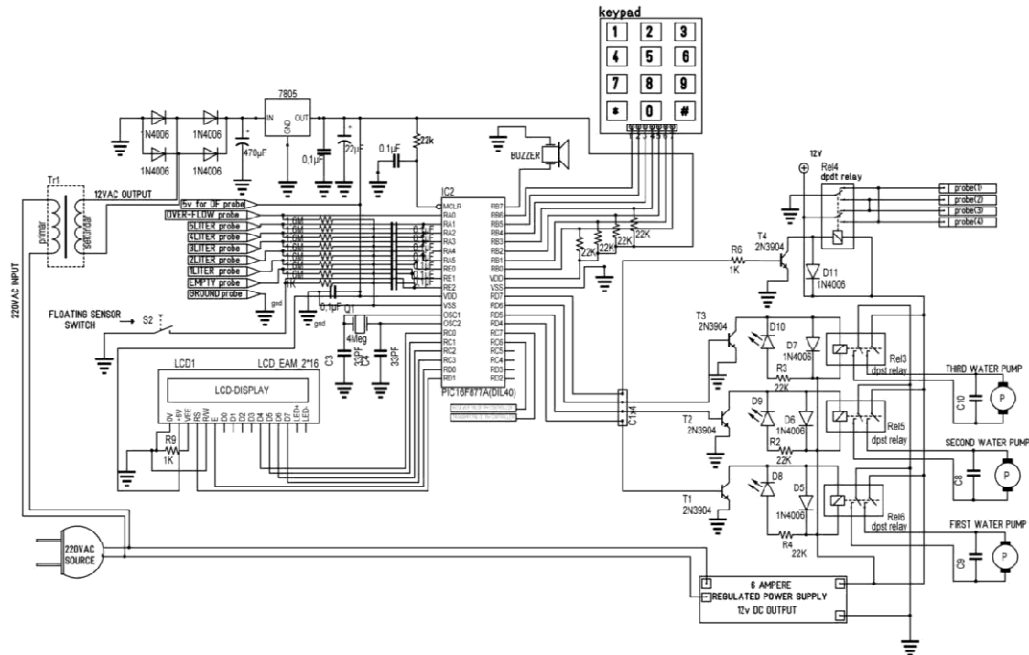 keypad
1 2 3
4 5 6
7 8 9
* 0 #
7805
IN OUT
GND
1N4006 1N4006
1N4006 1N4006
470µF
0,1µF
22µF
0.1µF
22k
BUZZER
Tr1
primar
12VAC OUTPUT
220VAC INPUT
5v for OF probe
OVER-FLOW probe
5LITER probe
4LITER probe
3LITER probe
2LITER probe
1LITER probe
EMPTY probe
GROUND probe
gnd
gnd
1K
0,1µF
IC2
MCLR RB7
RA0 RB6
RA1 RB5
RA2 RB4
RA3 RB3
RA4 RB2
RA5 RB1
RE0 RB0
RE1 VDD
RE2 VSS
VDD RD7
VSS RD6
OSC1 RD5
OSC2 RD4
RC0 RC7
RC1 RC6
RC2 RC5
RC3 RC4
RD0 RD3
RD1 RD2
PIC16F877A(DIL40)
22K
22K
22K
22K
FLOATING SENSOR
SWITCH
S2
Q1
4Meg
C3
33PF
33PF
LCD1 LCD_EAM 2*16
LCD-DISPLAY
0V +5V VEE RS R/W E D0 D1 D2 D3 D4 D5 D6 D7 LED+ LED-
R9
1K
220VAC
SOURCE
12V
Rel4
dpdt relay
probe(1)
probe(2)
probe(3)
probe(4)
T4
2N3904
R6
1K
D11
1N4006
T3
2N3904
D10
D7
1N4006
R3
22K
Rel3
dpst relay
THIRD WATER PUMP
C10
P
T2
2N3904
D9
D6
1N4006
R2
22K
Rel5
dpst relay
SECOND WATER PUMP
C8
P
T1
2N3904
D8
D5
1N4006
R4
22K
Rel6
dpst relay
FIRST WATER PUMP
C9
P
6 AMPERE
REGULATED POWER SUPPLY
12v DC OUTPUT